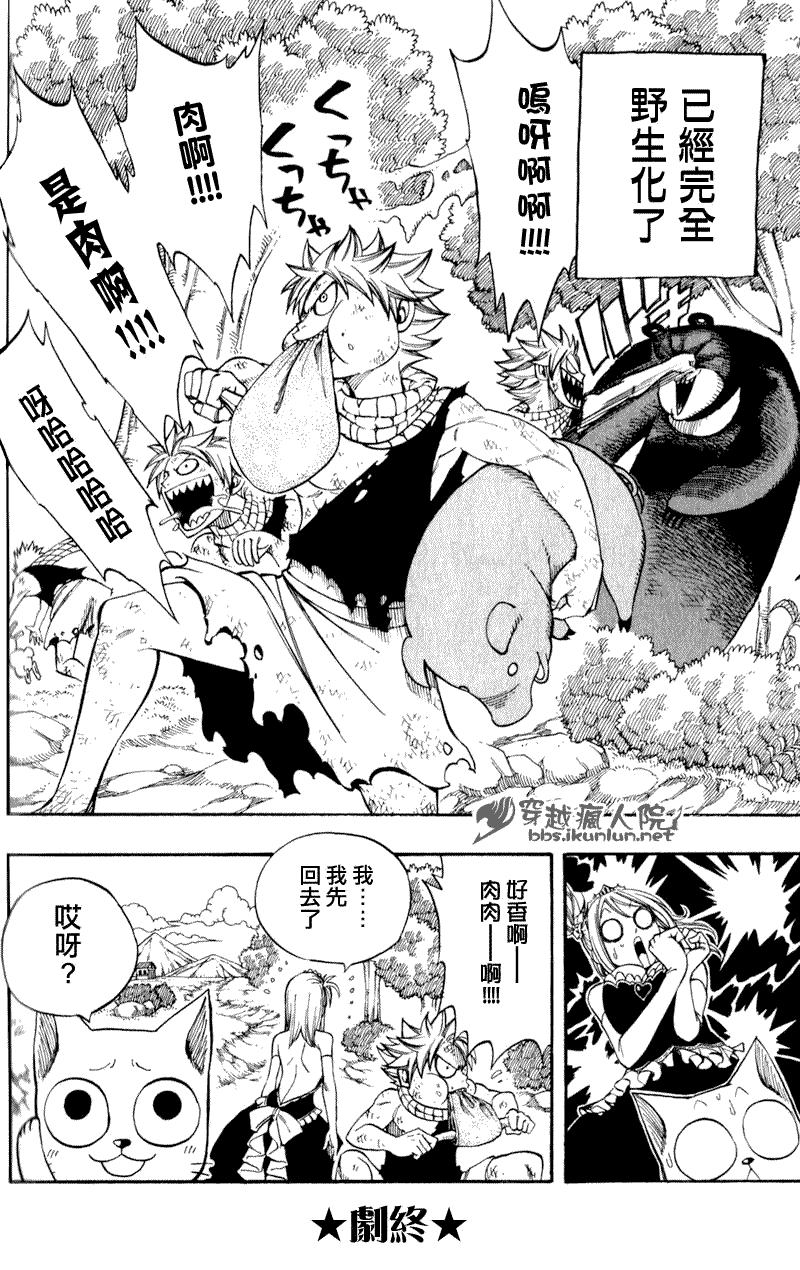 已經完全
野生化了
嗚呀啊啊!!!!
くっちゃ
くっちゃ
肉啊!!!!
是肉啊!!!!
呀哈哈哈哈
穿越瘋人院
bbs.ikunlun.net
好香啊——
肉肉——啊!!!!
我……
我先
回去了
哎呀?
★劇終★